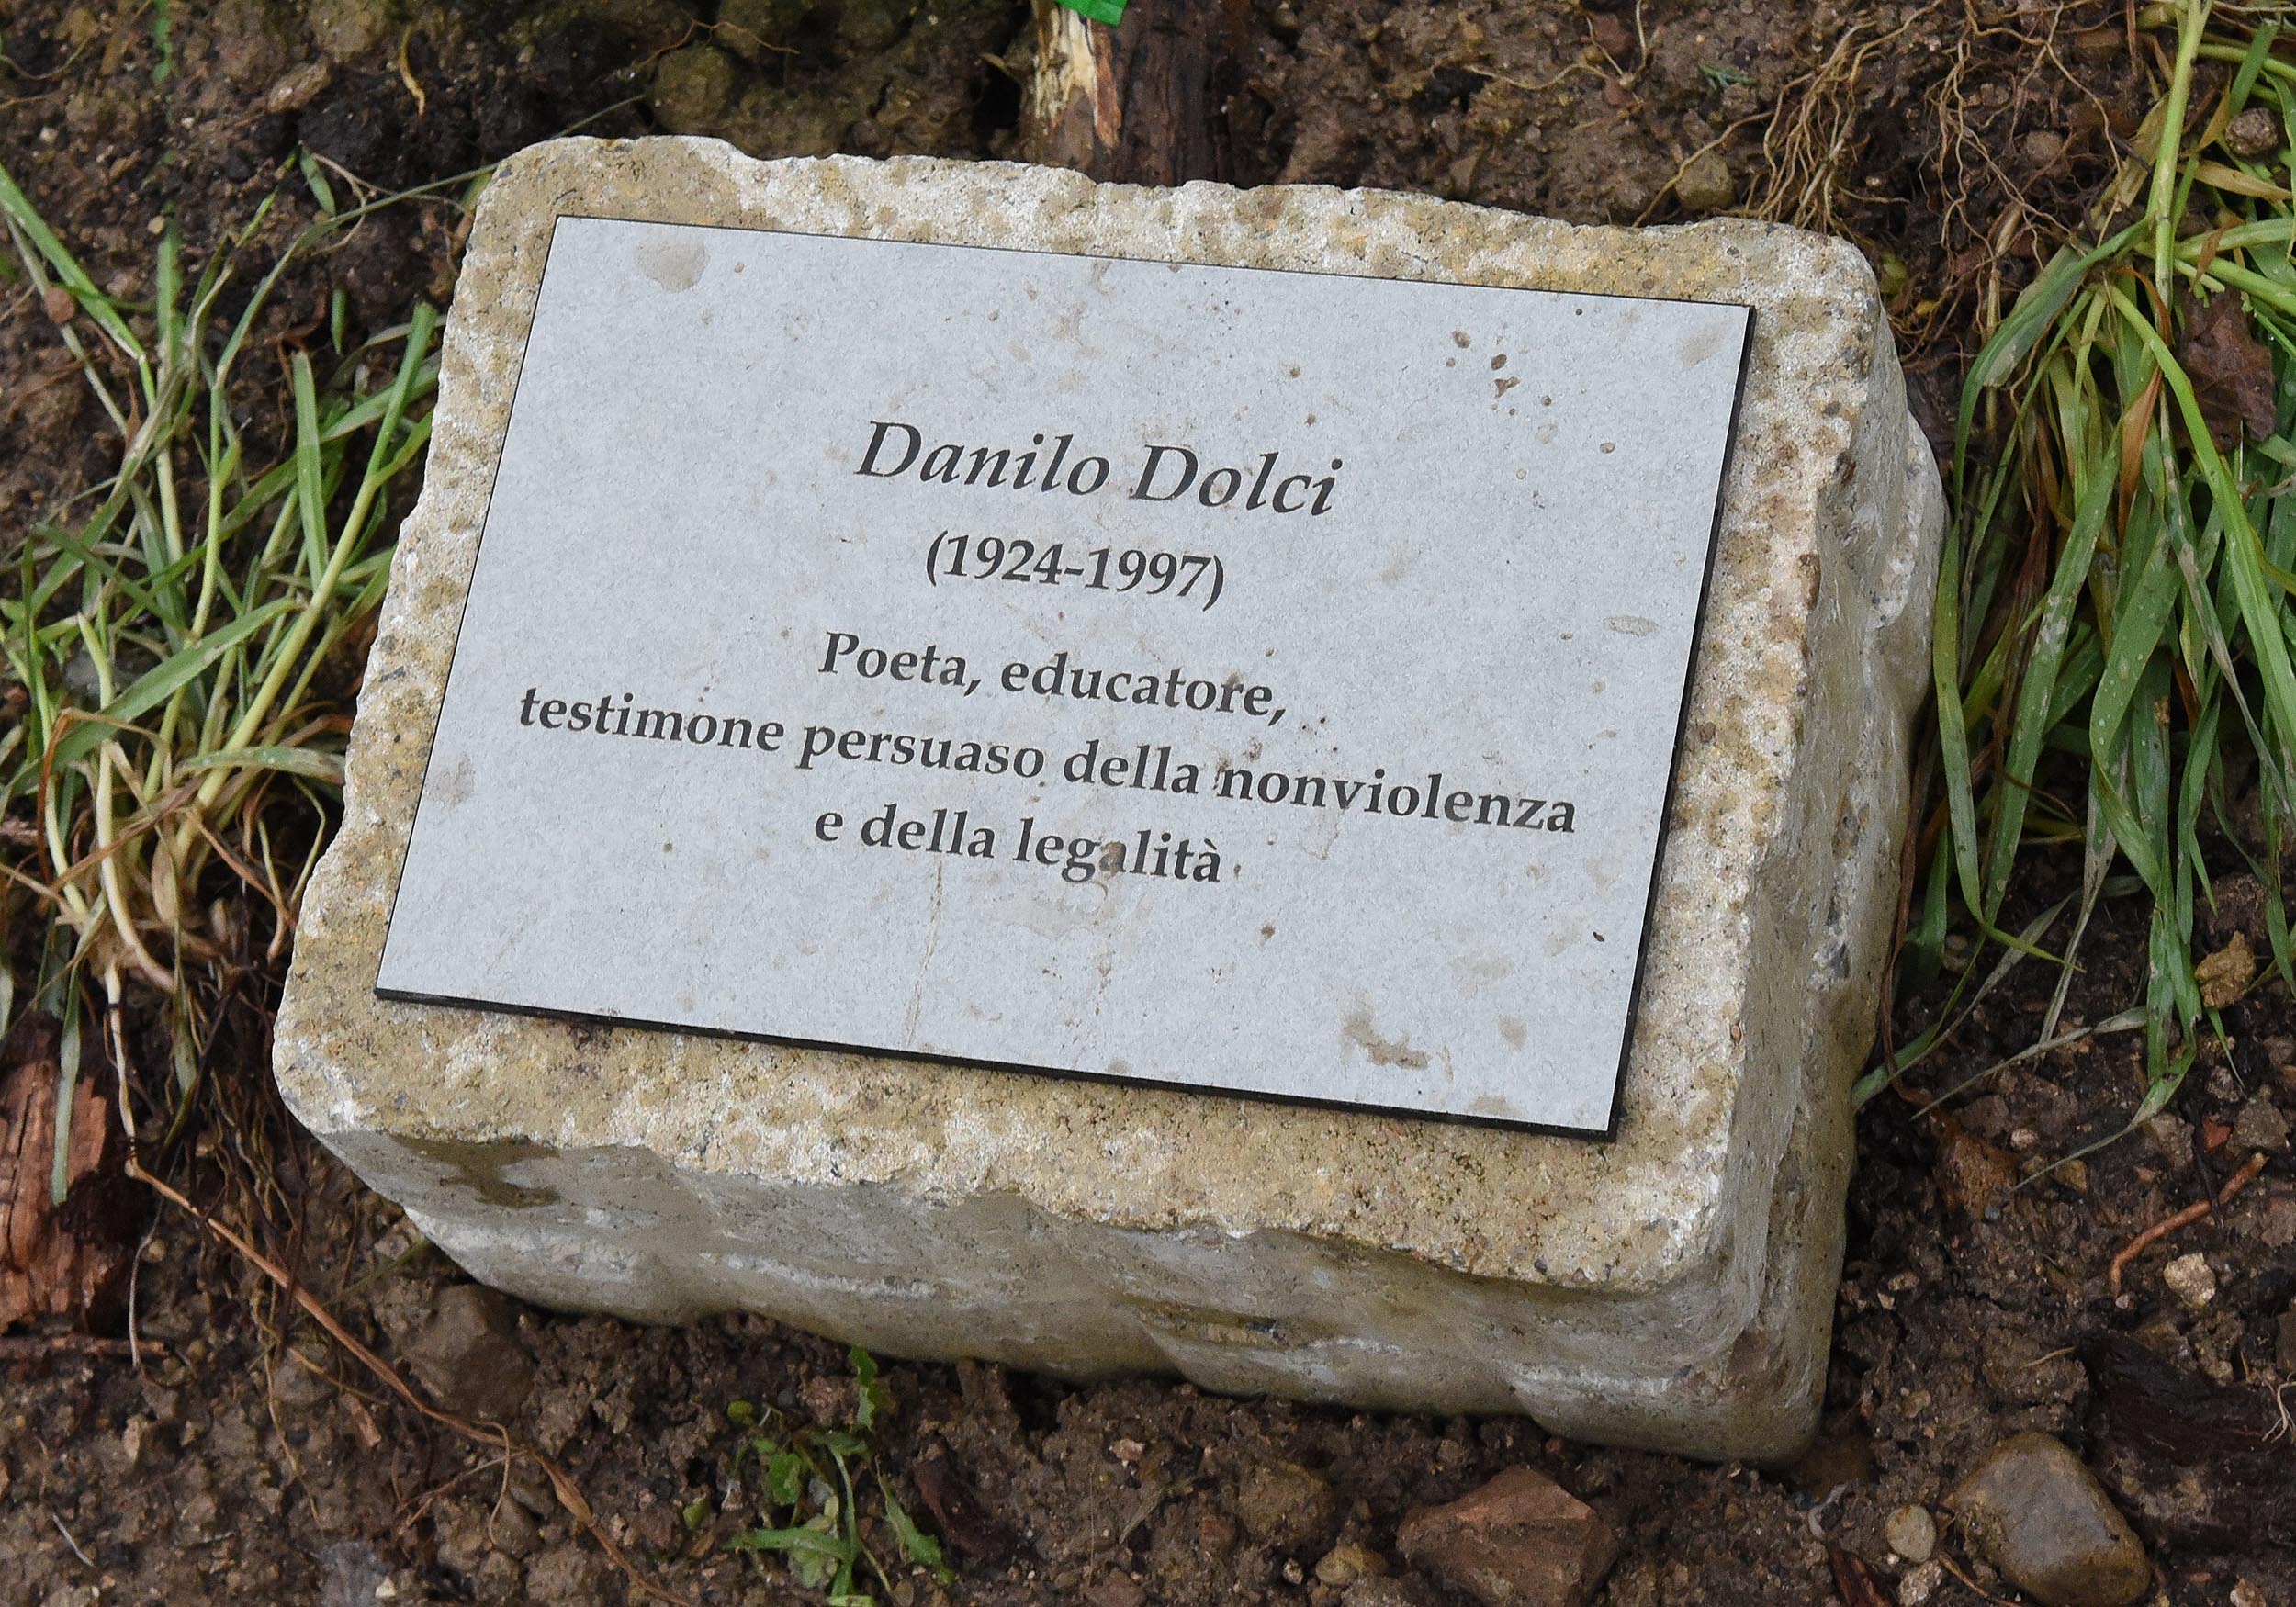 Danilo Dolci
(1924-1997)
Poeta, educatore,
testimone persuaso della nonviolenza
e della legalità